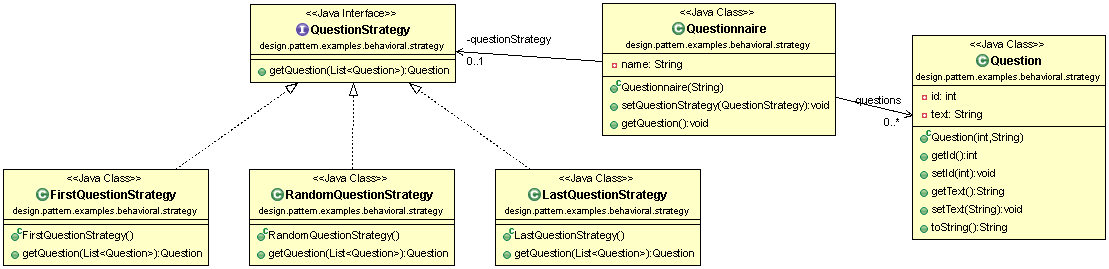 <<Java Interface>>
QuestionStrategy
design.pattern.examples.behavioral.strategy
getQuestion(List<Question>):Question
-questionStrategy
0..1
<<Java Class>>
Questionnaire
design.pattern.examples.behavioral.strategy
name: String
Questionnaire(String)
setQuestionStrategy(QuestionStrategy):void
getQuestion():void
-questions
0..*
<<Java Class>>
Question
design.pattern.examples.behavioral.strategy
id: int
text: String
Question(int,String)
getId():int
setId(int):void
getText():String
setText(String):void
toString():String
<<Java Class>>
FirstQuestionStrategy
design.pattern.examples.behavioral.strategy
FirstQuestionStrategy()
getQuestion(List<Question>):Question
<<Java Class>>
RandomQuestionStrategy
design.pattern.examples.behavioral.strategy
RandomQuestionStrategy()
getQuestion(List<Question>):Question
<<Java Class>>
LastQuestionStrategy
design.pattern.examples.behavioral.strategy
LastQuestionStrategy()
getQuestion(List<Question>):Question